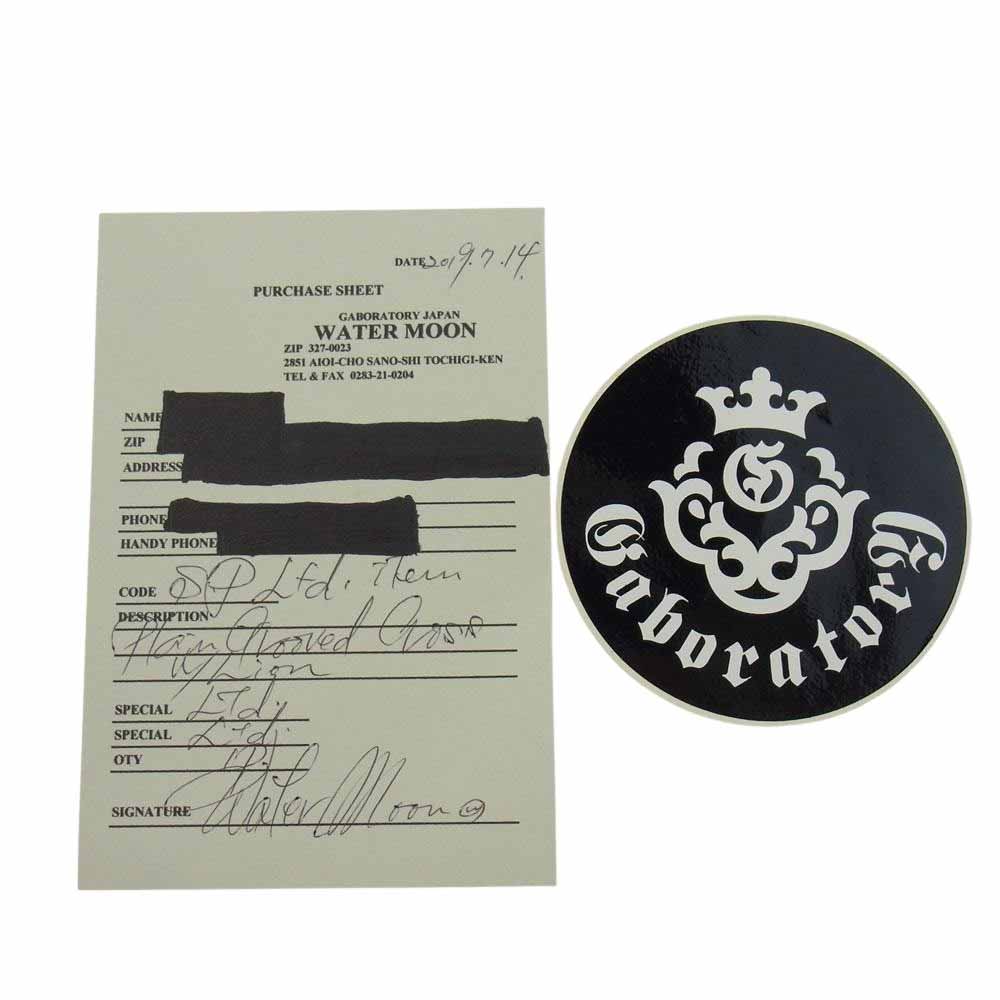 DATE 2019.7.14
PURCHASE SHEET
GABORATORY JAPAN
WATER MOON
ZIP 327-0023
2851 AIOI-CHO SANO-SHI TOCHIGI-KEN
TEL & FAX 0283-21-0204
NAME
ZIP
ADDRESS
PHONE
HANDY PHONE
CODE SP Ltd. Item
DESCRIPTION
Plain Grooved Cross
W/Lion
SPECIAL Ltd.
SPECIAL Ltd.
QTY
SIGNATURE Water Moon
G
Gaboratory